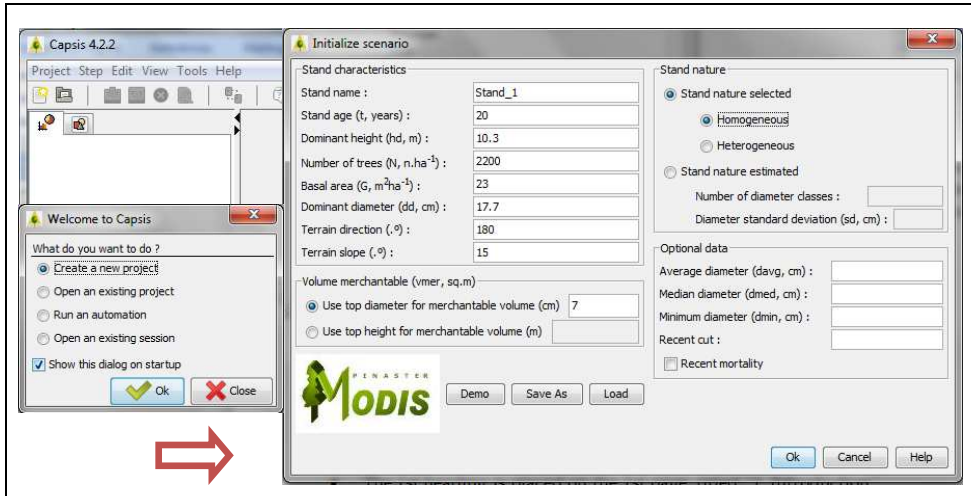 Capsis 4.2.2
Project Step Edit View Tools Help
Welcome to Capsis
What do you want to do ?
Create a new project
Open an existing project
Run an automation
Open an existing session
Show this dialog on startup
Ok
Close
Initialize scenario
Stand characteristics
Stand name : Stand_1
Stand age (t, years) : 20
Dominant height (hd, m) : 10.3
Number of trees (N, n.ha-1) : 2200
Basal area (G, m2ha-1) : 23
Dominant diameter (dd, cm) : 17.7
Terrain direction (.º) : 180
Terrain slope (.º) : 15
Volume merchantable (vmer, sq.m)
Use top diameter for merchantable volume (cm) 7
Use top height for merchantable volume (m)
PINASTER
MODIS
Demo
Save As
Load
Stand nature
Stand nature selected
Homogeneous
Heterogeneous
Stand nature estimated
Number of diameter classes :
Diameter standard deviation (sd, cm) :
Optional data
Average diameter (davg, cm) :
Median diameter (dmed, cm) :
Minimum diameter (dmin, cm) :
Recent cut :
Recent mortality
Ok
Cancel
Help